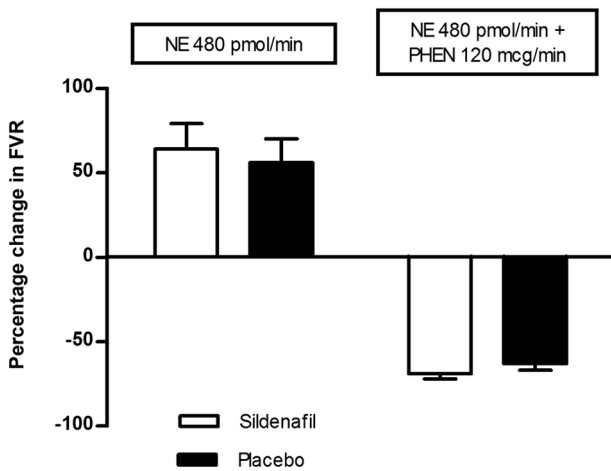 NE 480 pmol/min
NE 480 pmol/min +
PHEN 120 mcg/min
Percentage change in FVR
100
50
0
-50
-100
Sildenafil
Placebo